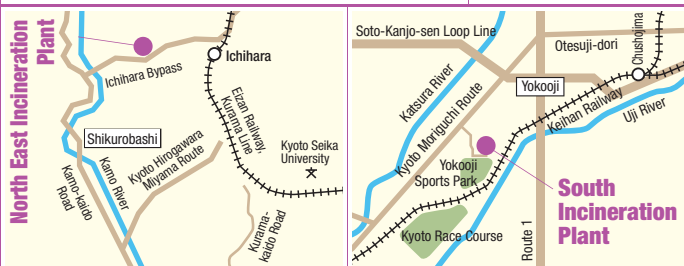 North East Incineration
Plant
Ichihara
Ichihara Bypass
Shikurobashi
Eizan Railway,
Kurama Line
Kyoto Seika
University
Kyoto Hirogawara
Miyama Route
Kamo River
Kamo-kaido
Road
Kurama-
kaido Road
Soto-Kanjo-sen Loop Line
Otesuji-dori
Chushojima
Katsura River
Yokooji
Keihan Railway
Uji River
Kyoto Moriguchi Route
Yokooji
Sports Park
South
Incineration
Plant
Kyoto Race Course
Route 1